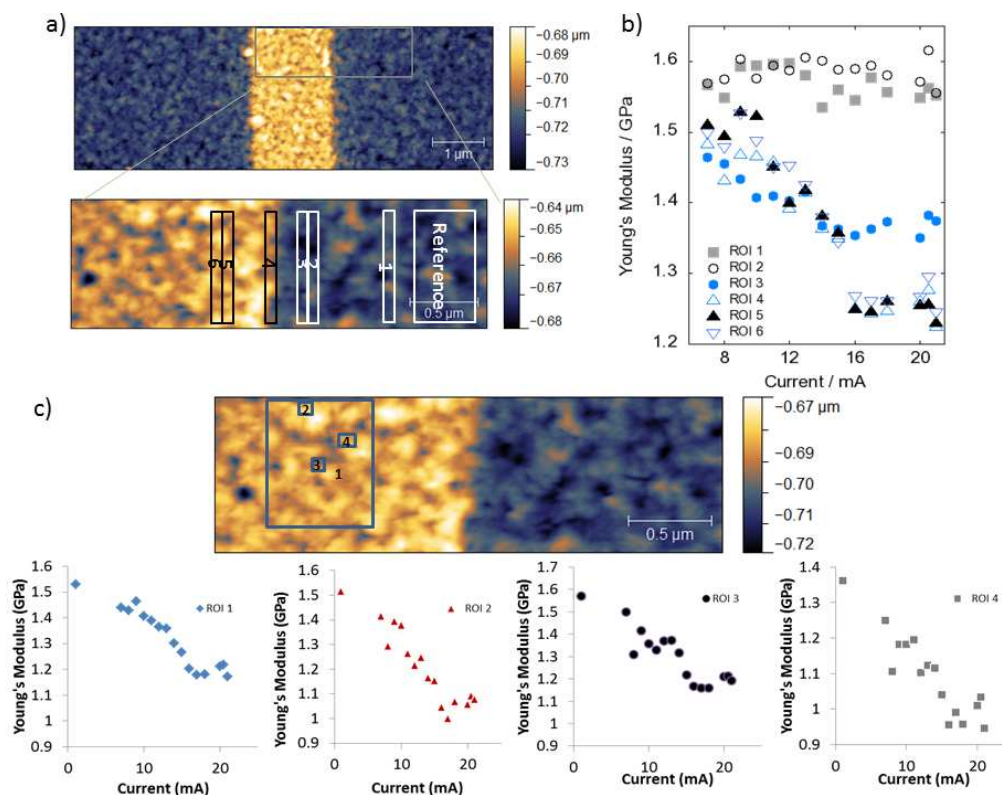 a)
−0.68 µm
−0.69
−0.70
−0.71
−0.72
−0.73
1 µm
−0.64 µm
−0.65
−0.66
−0.67
−0.68
6
5
4
3
2
1
Reference
0.5 µm
b)
Young's Modulus / GPa
1.6
1.5
1.4
1.3
1.2
ROI 1
ROI 2
ROI 3
ROI 4
ROI 5
ROI 6
8 12 16 20
Current / mA
c)
2
4
3
1
0.5 µm
−0.67 µm
−0.69
−0.70
−0.71
−0.72
Young's Modulus (GPa)
1.6
1.5
1.4
1.3
1.2
1.1
1
0.9
ROI 1
0 10 20
Current (mA)
Young's Modulus (GPa)
1.6
1.5
1.4
1.3
1.2
1.1
1
0.9
ROI 2
0 10 20
Current (mA)
Young's Modulus (GPa)
1.7
1.6
1.5
1.4
1.3
1.2
1.1
1
0.9
ROI 3
0 10 20
Current (mA)
Young's Modulus (GPa)
1.4
1.3
1.2
1.1
1
0.9
ROI 4
0 10 20
Current (mA)